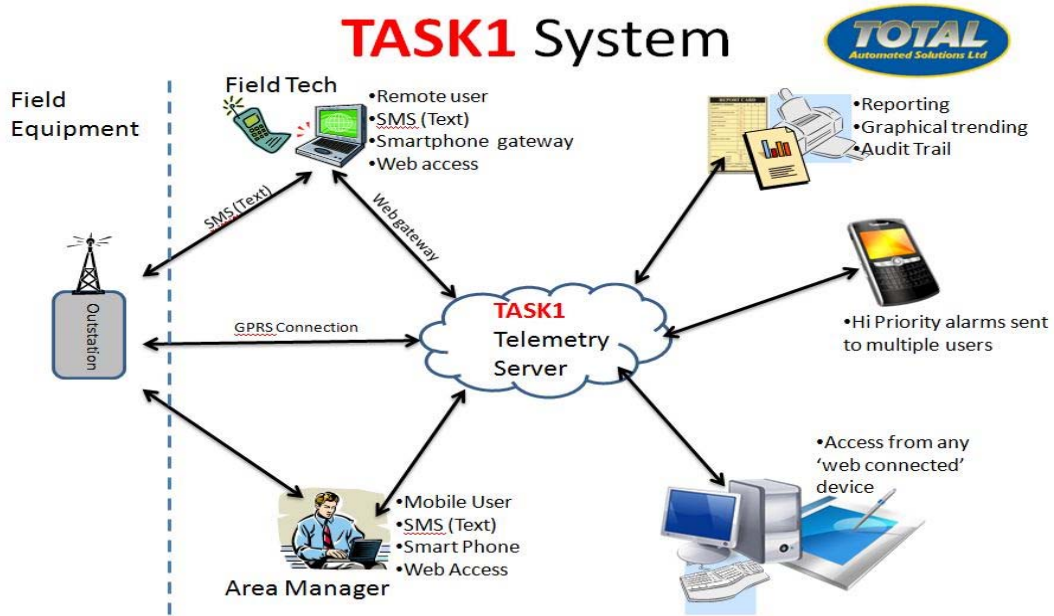 TASK1 System
TOTAL
Automated Solutions Ltd
Field
Equipment
Field Tech
•Remote user
•SMS (Text)
•Smartphone gateway
•Web access
REPORT CARD
•Reporting
•Graphical trending
•Audit Trail
SMS (Text)
Web gateway
Outstation
GPRS Connection
TASK1
Telemetry
Server
•Hi Priority alarms sent
to multiple users
•Access from any
‘web connected’
device
•Mobile User
•SMS (Text)
•Smart Phone
•Web Access
Area Manager